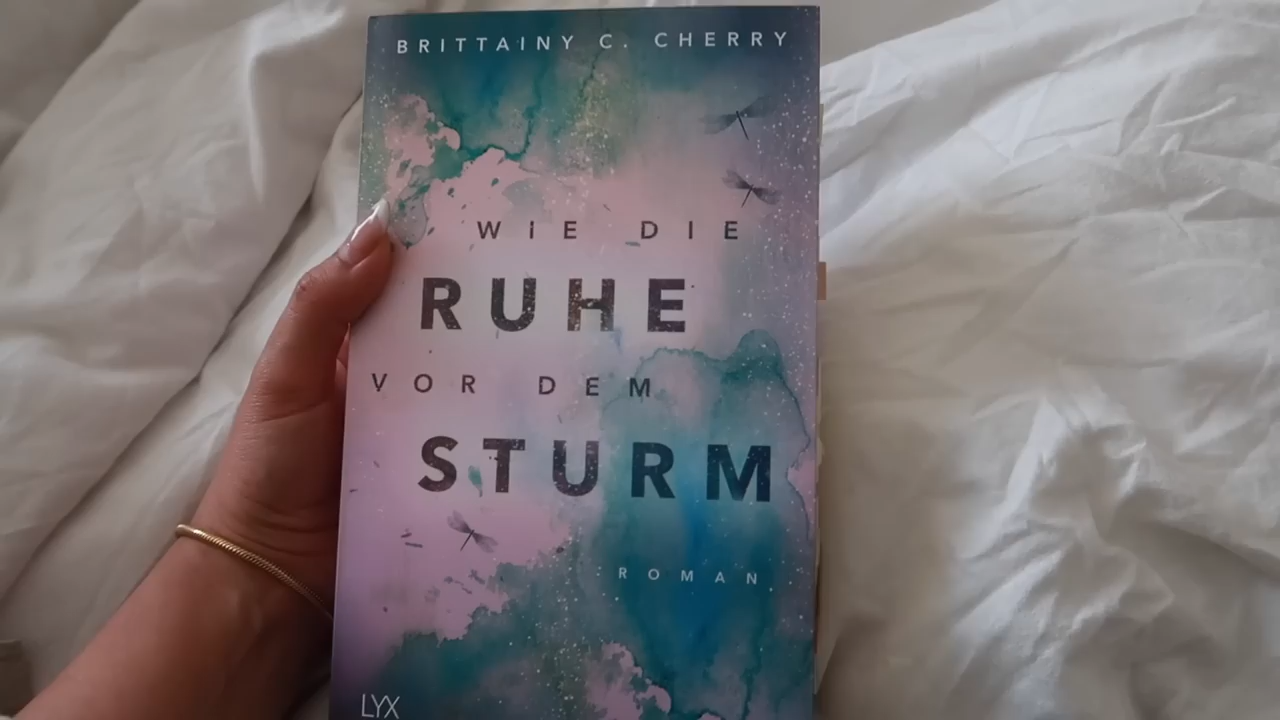 BRITTAINY C. CHERRY
WIE DIE
RUHE
VOR DEM
STURM
ROMAN
LYX